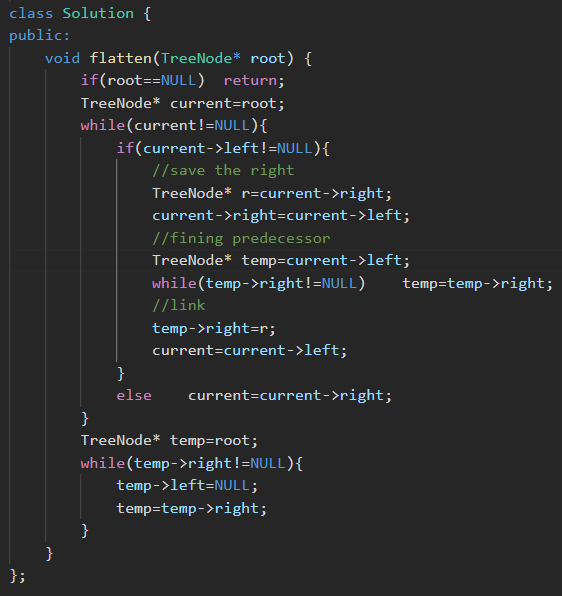 class Solution {
public:
    void flatten(TreeNode* root) {
        if(root==NULL)  return;
        TreeNode* current=root;
        while(current!=NULL){
            if(current->left!=NULL){
                //save the right
                TreeNode* r=current->right;
                current->right=current->left;
                //fining predecessor
                TreeNode* temp=current->left;
                while(temp->right!=NULL)    temp=temp->right;
                //link
                temp->right=r;
                current=current->left;
            }
            else    current=current->right;
        }
        TreeNode* temp=root;
        while(temp->right!=NULL){
            temp->left=NULL;
            temp=temp->right;
        }
    }
};